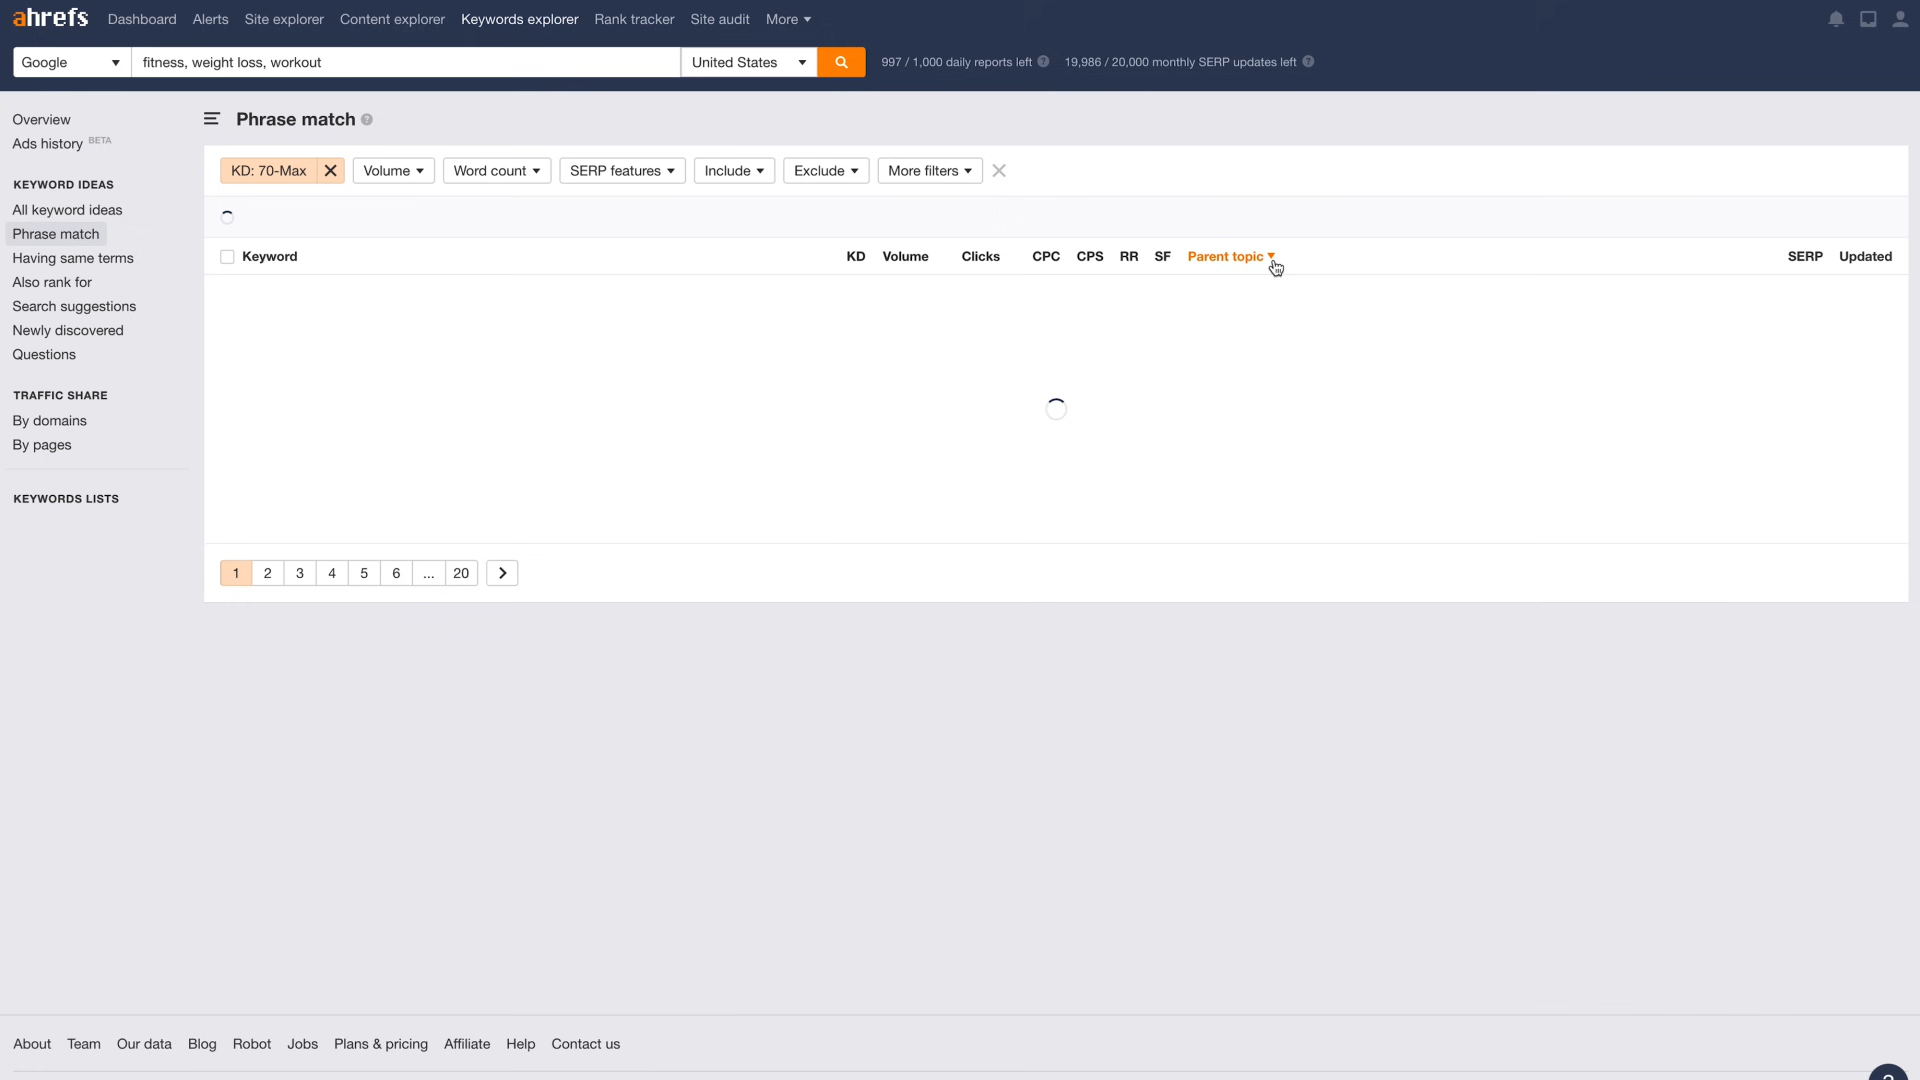 ahrefs Dashboard Alerts Site explorer Content explorer Keywords explorer Rank tracker Site audit More
Google fitness, weight loss, workout United States 997 / 1,000 daily reports left ? 19,986 / 20,000 monthly SERP updates left ?
Overview
Ads history BETA
KEYWORD IDEAS
All keyword ideas
Phrase match
Having same terms
Also rank for
Search suggestions
Newly discovered
Questions
TRAFFIC SHARE
By domains
By pages
KEYWORDS LISTS
Phrase match ?
KD: 70-Max Volume Word count SERP features Include Exclude More filters
Keyword KD Volume Clicks CPC CPS RR SF Parent topic SERP Updated
1 2 3 4 5 6 ... 20
About Team Our data Blog Robot Jobs Plans & pricing Affiliate Help Contact us
?